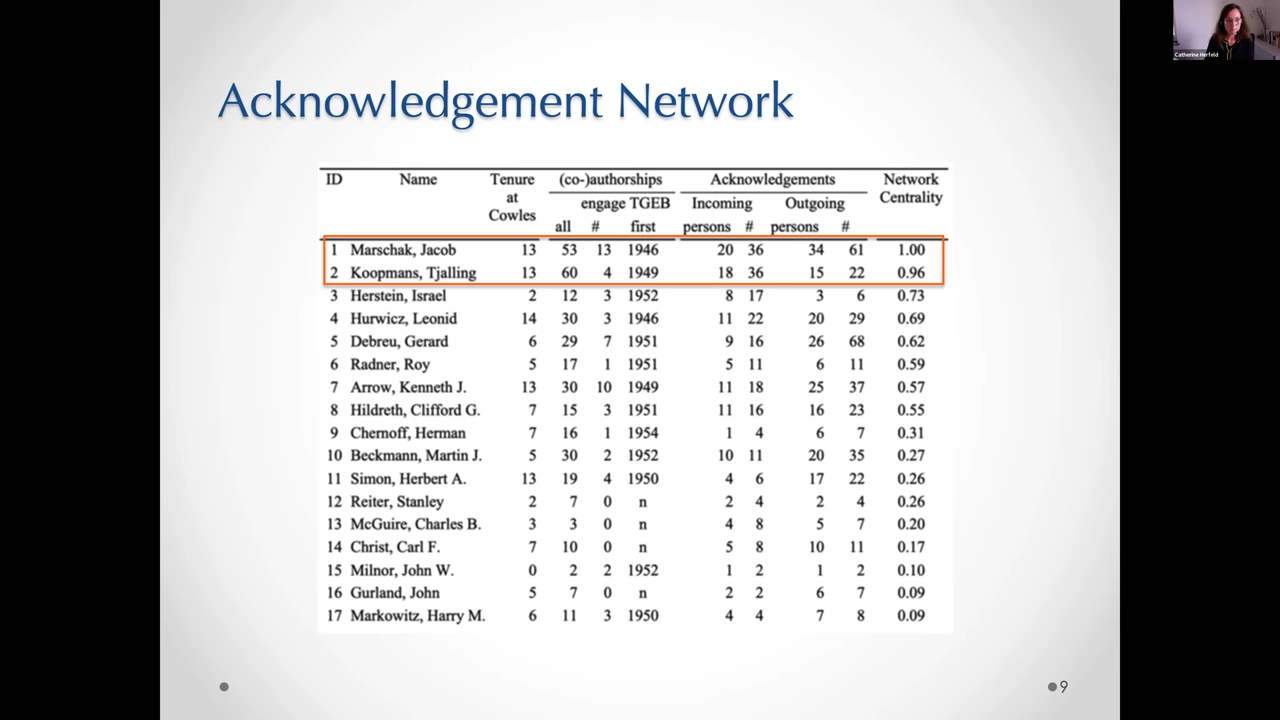 Catherine Herfeld
Acknowledgement Network
ID Name Tenure at Cowles (co-)authorships Acknowledgements Network Centrality
engage TGEB Incoming Outgoing
all # first persons # persons #
1 Marschak, Jacob 13 53 13 1946 20 36 34 61 1.00
2 Koopmans, Tjalling 13 60 4 1949 18 36 15 22 0.96
3 Herstein, Israel 2 12 3 1952 8 17 3 6 0.73
4 Hurwicz, Leonid 14 30 3 1946 11 22 20 29 0.69
5 Debreu, Gerard 6 29 7 1951 9 16 26 68 0.62
6 Radner, Roy 5 17 1 1951 5 11 6 11 0.59
7 Arrow, Kenneth J. 13 30 10 1949 11 18 25 37 0.57
8 Hildreth, Clifford G. 7 15 3 1951 11 16 16 23 0.55
9 Chernoff, Herman 7 16 1 1954 1 4 6 7 0.31
10 Beckmann, Martin J. 5 30 2 1952 10 11 20 35 0.27
11 Simon, Herbert A. 13 19 4 1950 4 6 17 22 0.26
12 Reiter, Stanley 2 7 0 n 2 4 2 4 0.26
13 McGuire, Charles B. 3 3 0 n 4 8 5 7 0.20
14 Christ, Carl F. 7 10 0 n 5 8 10 11 0.17
15 Milnor, John W. 0 2 2 1952 1 2 1 2 0.10
16 Gurland, John 5 7 0 n 2 2 6 7 0.09
17 Markowitz, Harry M. 6 11 3 1950 4 4 7 8 0.09
9